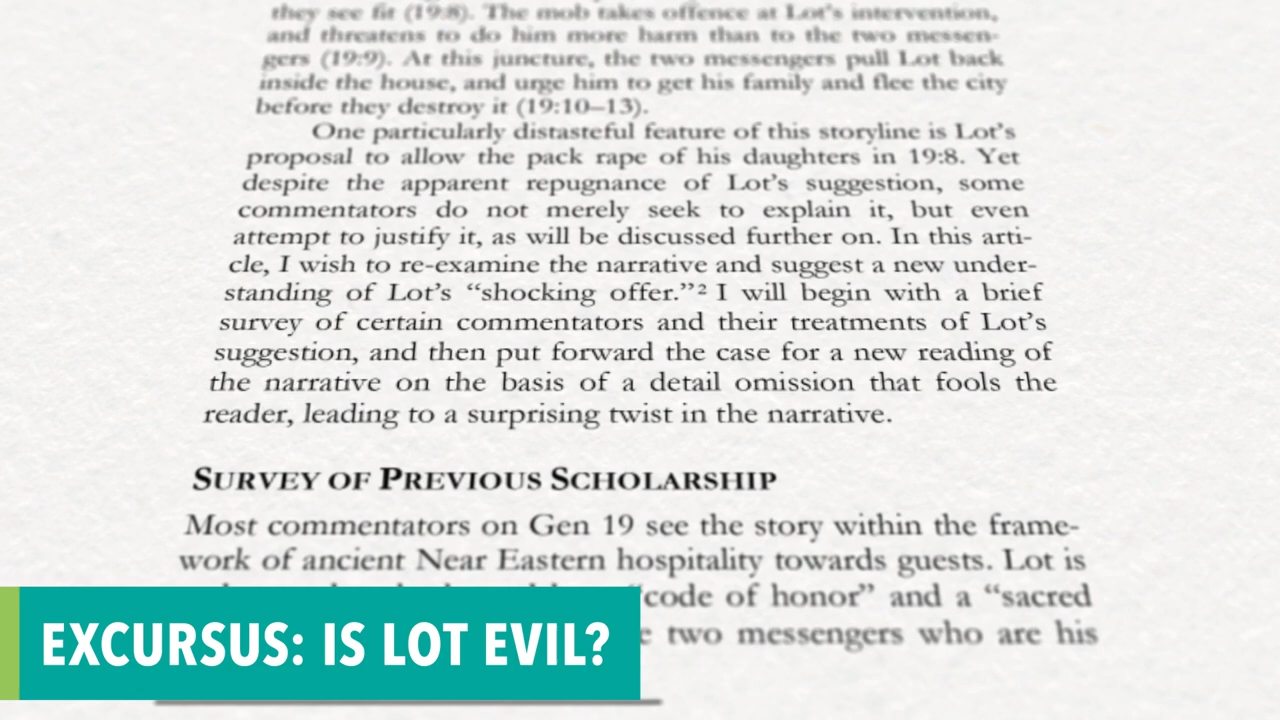 they see fit (19:8). The mob takes offence at Lot's intervention,
and threatens to do him more harm than to the two messen-
gers (19:9). At this juncture, the two messengers pull Lot back
inside the house, and urge him to get his family and flee the city
before they destroy it (19:10–13).
One particularly distasteful feature of this storyline is Lot's
proposal to allow the pack rape of his daughters in 19:8. Yet
despite the apparent repugnance of Lot's suggestion, some
commentators do not merely seek to explain it, but even
attempt to justify it, as will be discussed further on. In this arti-
cle, I wish to re-examine the narrative and suggest a new under-
standing of Lot's “shocking offer.”² I will begin with a brief
survey of certain commentators and their treatments of Lot's
suggestion, and then put forward the case for a new reading of
the narrative on the basis of a detail omission that fools the
reader, leading to a surprising twist in the narrative.
SURVEY OF PREVIOUS SCHOLARSHIP
Most commentators on Gen 19 see the story within the frame-
work of ancient Near Eastern hospitality towards guests. Lot is
“code of honor” and a “sacred
two messengers who are his
EXCURSUS: IS LOT EVIL?